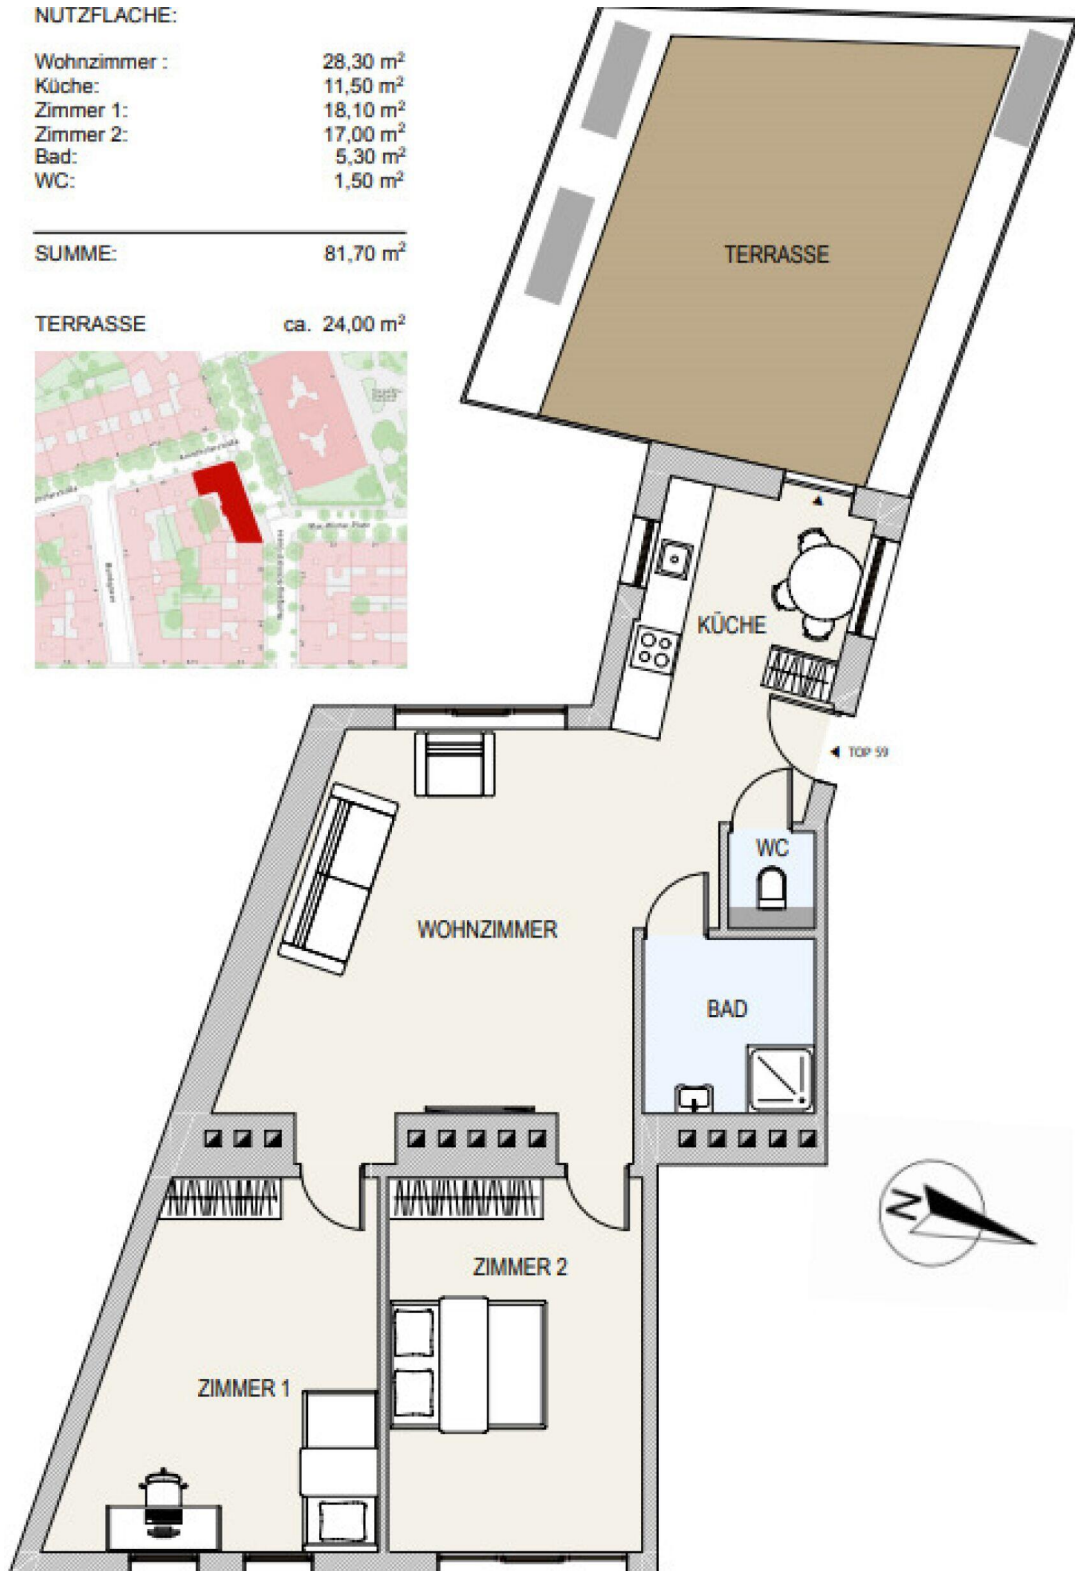 NUTZFLÄCHE:
Wohnzimmer : 28,30 m²
Küche: 11,50 m²
Zimmer 1: 18,10 m²
Zimmer 2: 17,00 m²
Bad: 5,30 m²
WC: 1,50 m²
SUMME: 81,70 m²
TERRASSE ca. 24,00 m²
TERRASSE
KÜCHE
TOP 59
WC
WOHNZIMMER
BAD
N
ZIMMER 2
ZIMMER 1